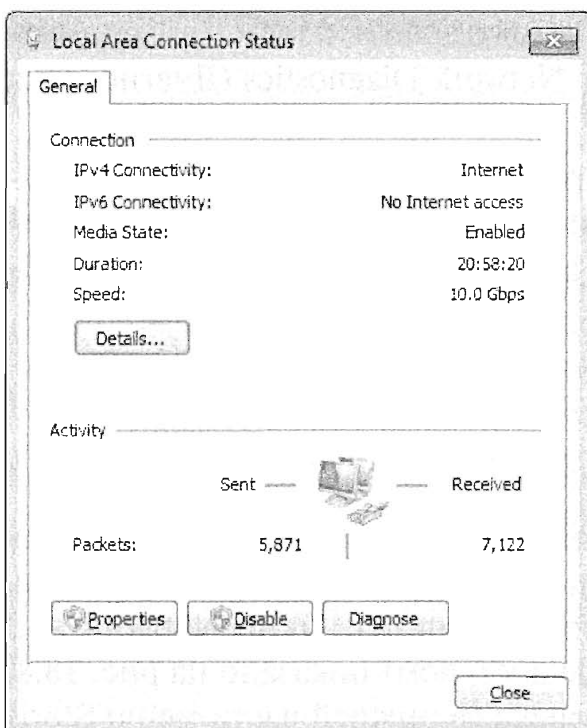 Local Area Connection Status
General
Connection
IPv4 Connectivity: Internet
IPv6 Connectivity: No Internet access
Media State: Enabled
Duration: 20:58:20
Speed: 10.0 Gbps
Details...
Activity
Sent Received
Packets: 5,871 7,122
Properties Disable Diagnose
Close